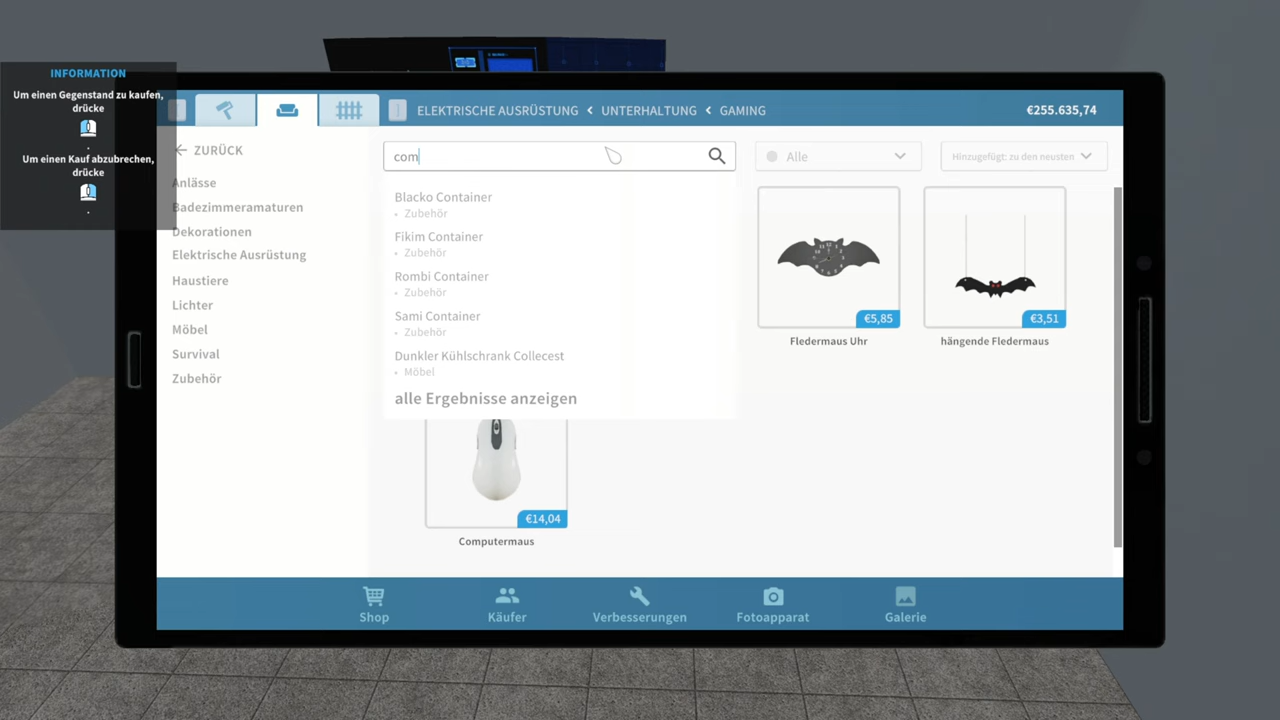 INFORMATION
Um einen Gegenstand zu kaufen,
drücke
.
Um einen Kauf abzubrechen,
drücke
.
ELEKTRISCHE AUSRÜSTUNG < UNTERHALTUNG < GAMING
€255.635,74
ZURÜCK
Anlässe
Badezimmeramaturen
Dekorationen
Elektrische Ausrüstung
Haustiere
Lichter
Möbel
Survival
Zubehör
com
Alle
Hinzugefügt: zu den neusten
Blacko Container
• Zubehör
Fikim Container
• Zubehör
Rombi Container
• Zubehör
Sami Container
• Zubehör
Dunkler Kühlschrank Collecest
• Möbel
alle Ergebnisse anzeigen
€5,85
Fledermaus Uhr
€3,51
hängende Fledermaus
€14,04
Computermaus
Shop
Käufer
Verbesserungen
Fotoapparat
Galerie